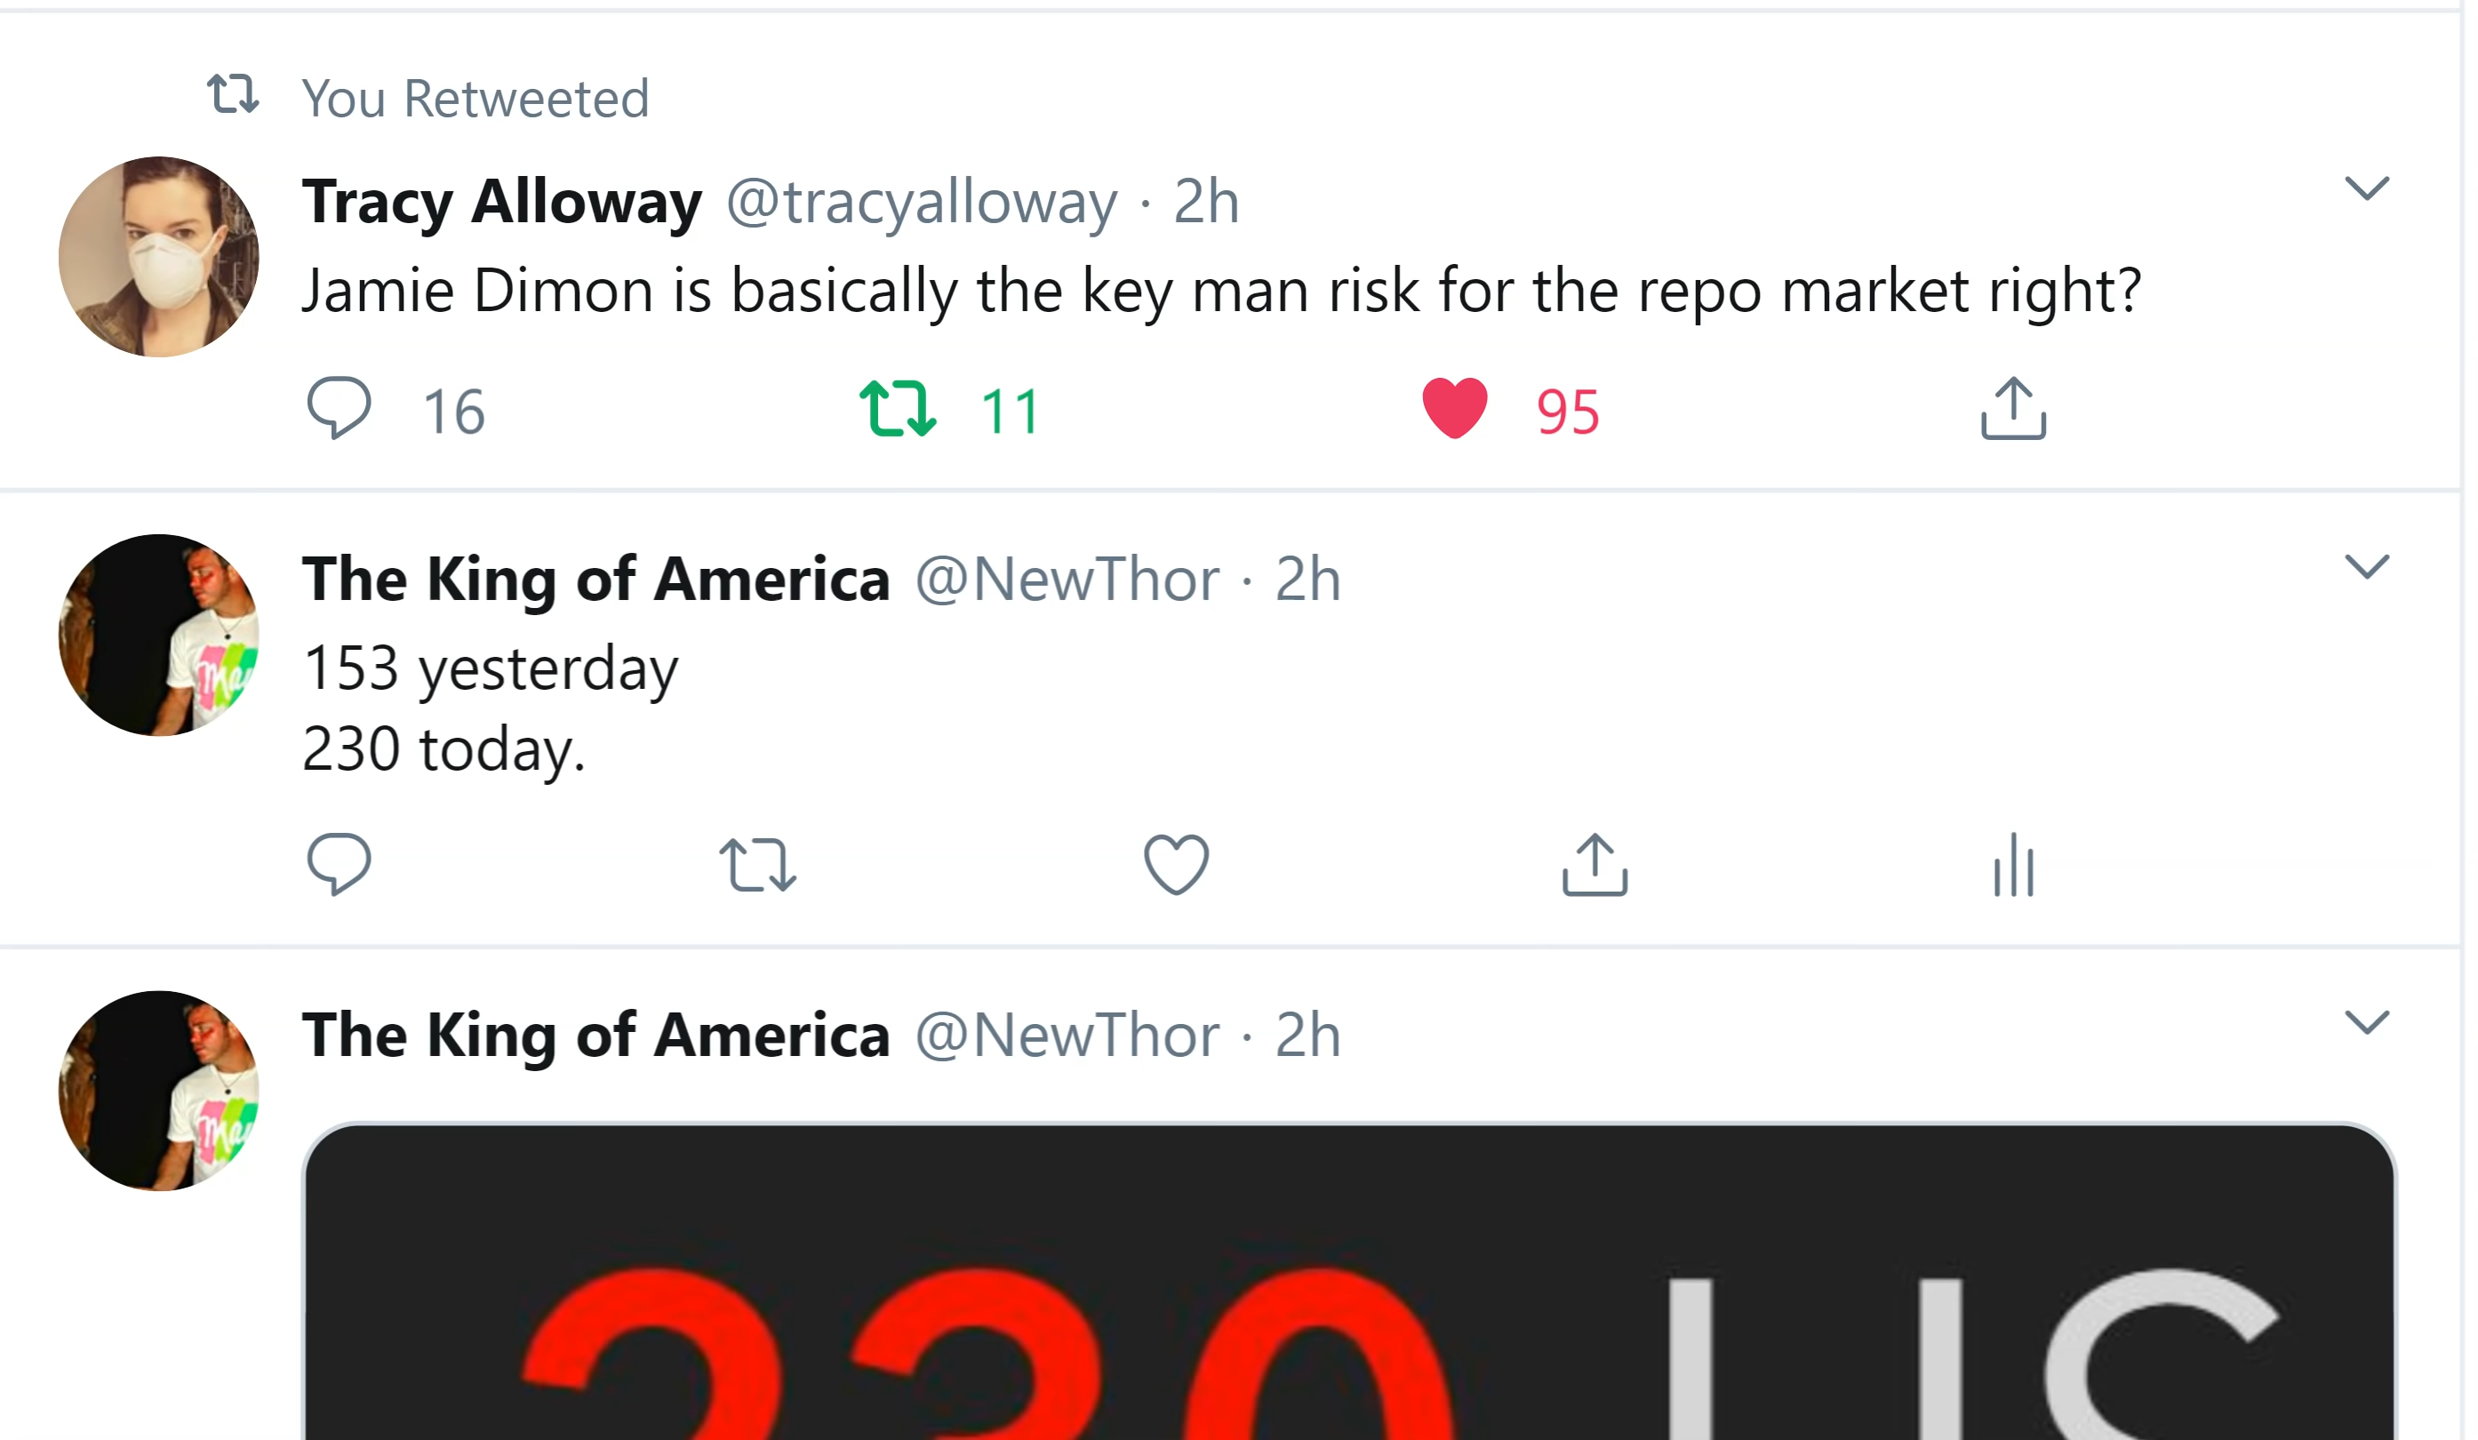 You Retweeted
Tracy Alloway @tracyalloway · 2h
Jamie Dimon is basically the key man risk for the repo market right?
16 11 95
The King of America @NewThor · 2h
153 yesterday
230 today.
The King of America @NewThor · 2h
230 US